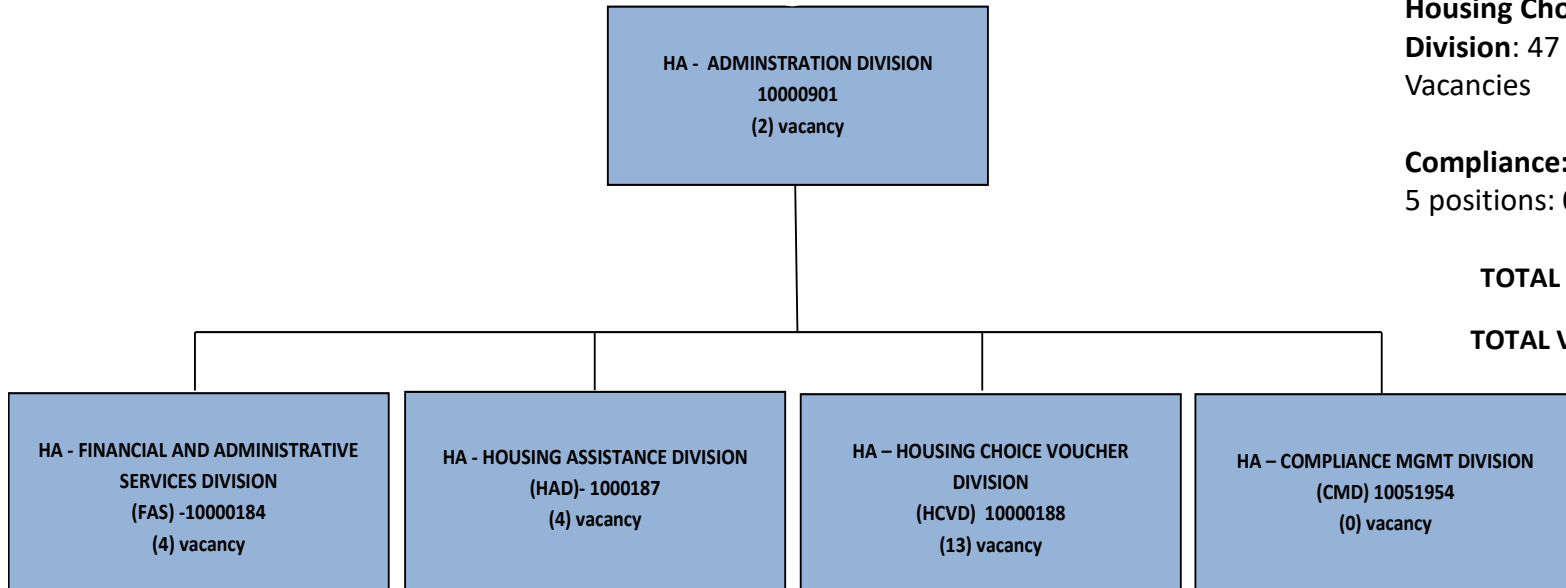 HA - ADMINSTRATION DIVISION
10000901
(2) vacancy
Housing Cho
Division: 47
Vacancies
Compliance:
5 positions:
TOTAL
TOTAL V
HA - FINANCIAL AND ADMINISTRATIVE
SERVICES DIVISION
(FAS) -10000184
(4) vacancy
HA - HOUSING ASSISTANCE DIVISION
(HAD)- 1000187
(4) vacancy
HA – HOUSING CHOICE VOUCHER
DIVISION
(HCVD) 10000188
(13) vacancy
HA – COMPLIANCE MGMT DIVISION
(CMD) 10051954
(0) vacancy